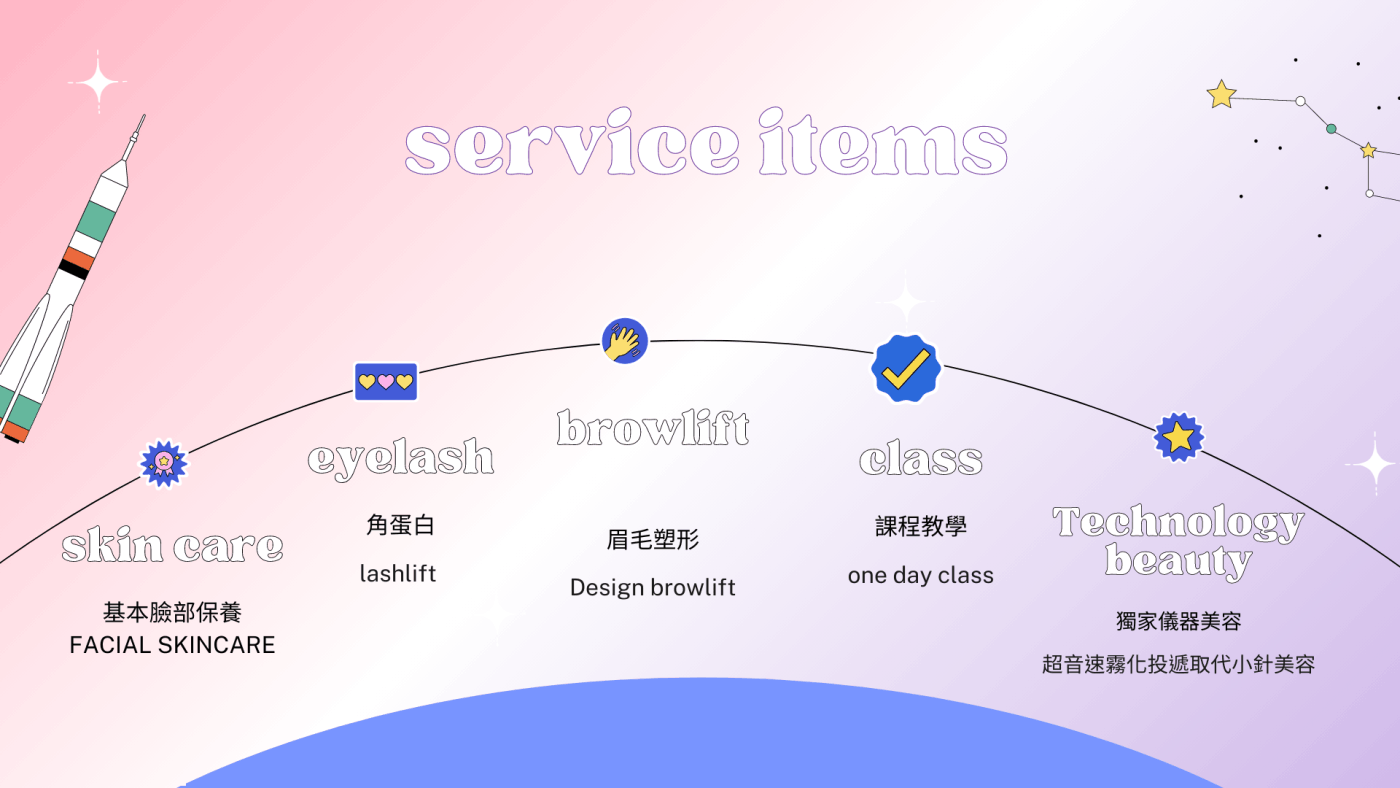 service items
skin care
基本臉部保養
FACIAL SKINCARE
eyelash
角蛋白
lashlift
browlift
眉毛塑形
Design browlift
class
課程教學
one day class
Technology
beauty
獨家儀器美容
超音速霧化投遞取代小針美容